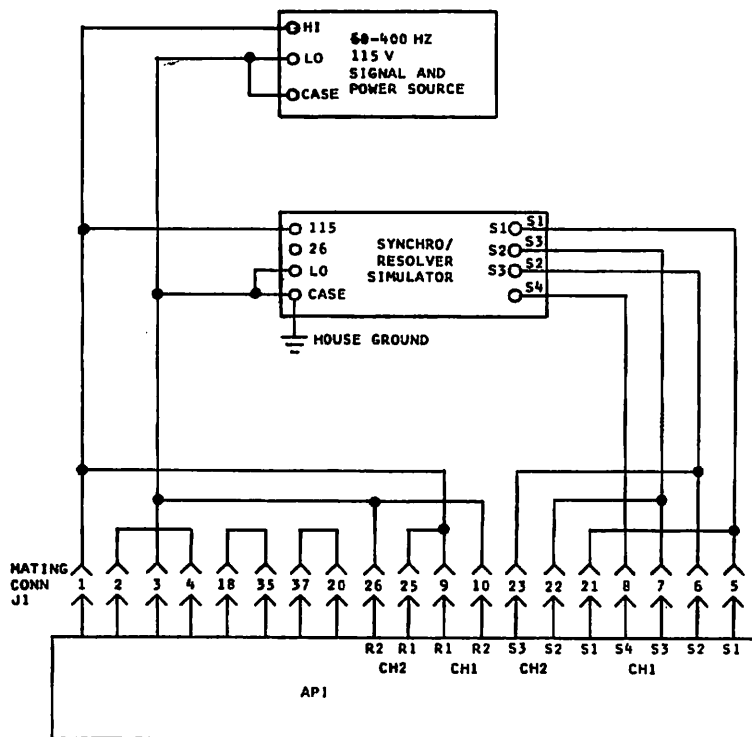 HI
60-400 HZ
LO
115 V
SIGNAL AND
CASE
POWER SOURCE
115
S1
S1
26
SYNCHRO/
S2
S3
LO
RESOLVER
S3
S2
CASE
SIMULATOR
S4
HOUSE GROUND
MATING
CONN
J1
1 2 3 4 18 35 37 20 26 25 9 10 23 22 21 8 7 6 5
R2 R1 R1 R2 S3 S2 S1 S4 S3 S2 S1
CH2 CH1 CH2 CH1
API